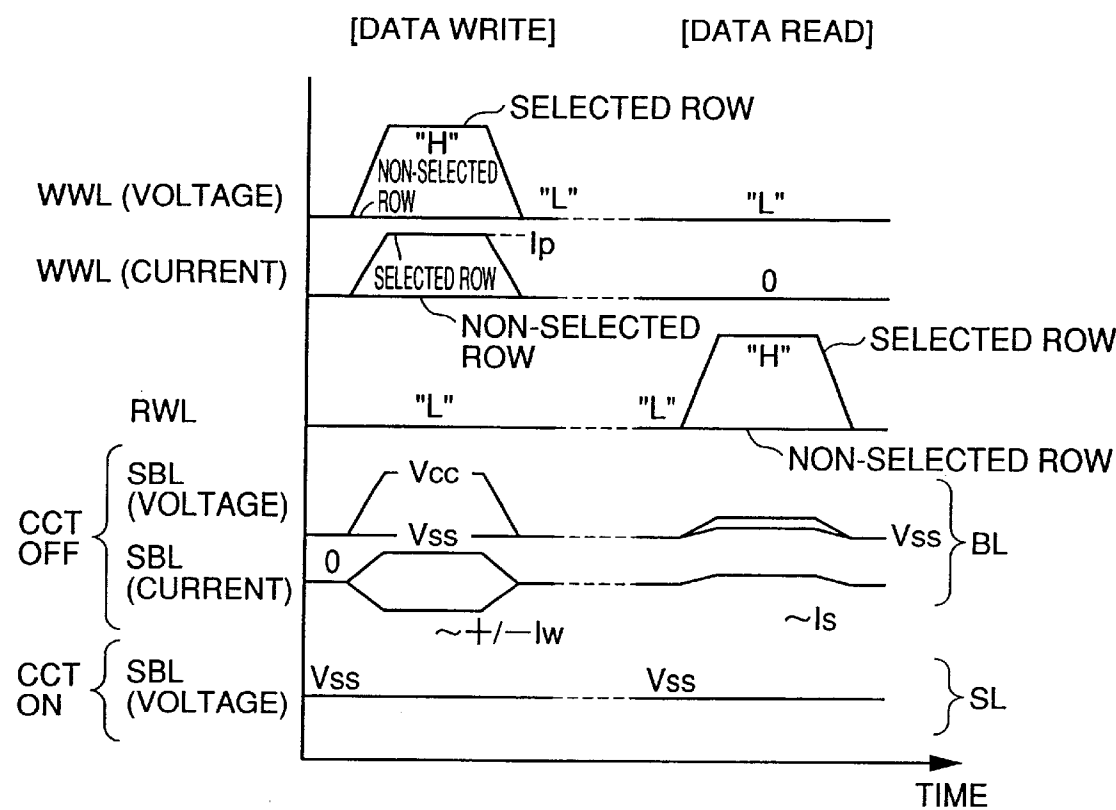 [DATA WRITE] [DATA READ]
SELECTED ROW
"H"
NON-SELECTED
ROW
WWL (VOLTAGE) "L" "L"
Ip
WWL (CURRENT) SELECTED ROW 0
NON-SELECTED
ROW
SELECTED ROW
"H"
RWL "L" "L"
NON-SELECTED ROW
CCT
OFF
SBL
(VOLTAGE)
Vcc
Vss Vss
BL
SBL
(CURRENT)
0
~+/−Iw ~Is
CCT
ON
SBL
(VOLTAGE)
Vss Vss
SL
TIME